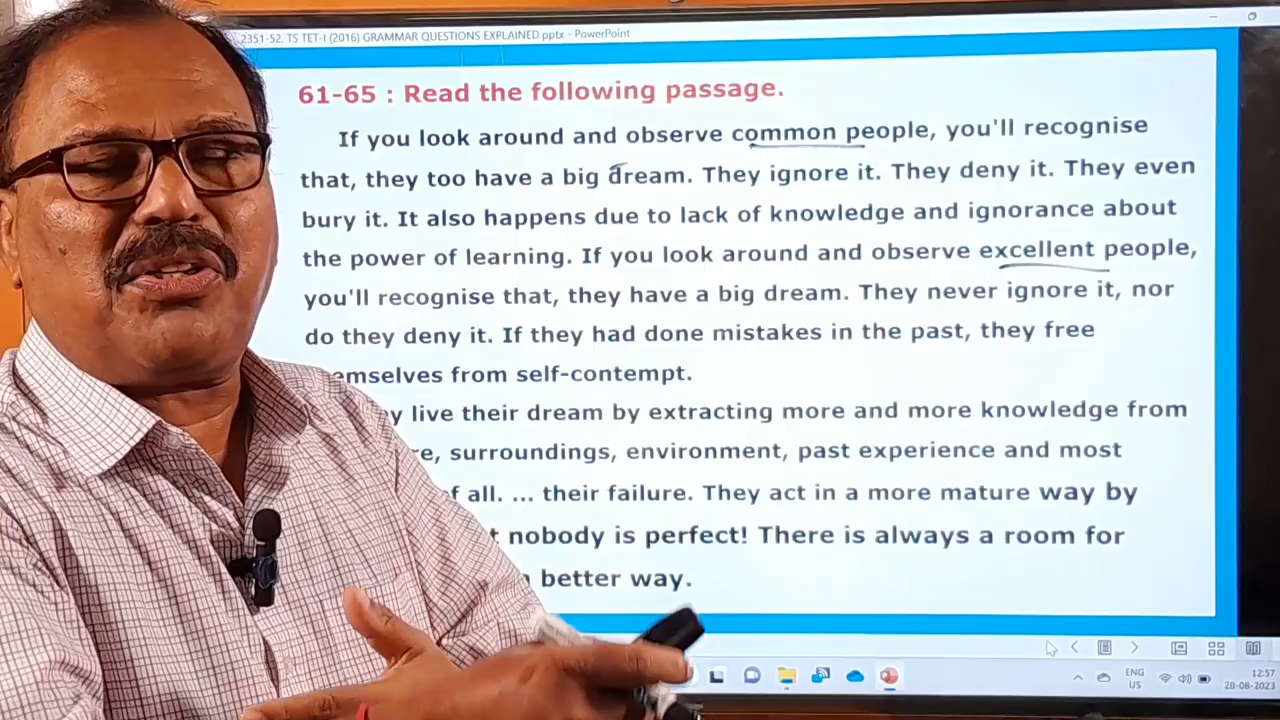 2351-52. TS TET-I (2016) GRAMMAR QUESTIONS EXPLAINED pptx - PowerPoint
61-65 : Read the following passage.
If you look around and observe common people, you'll recognise
that, they too have a big dream. They ignore it. They deny it. They even
bury it. It also happens due to lack of knowledge and ignorance about
the power of learning. If you look around and observe excellent people,
you'll recognise that, they have a big dream. They never ignore it, nor
do they deny it. If they had done mistakes in the past, they free
emselves from self-contempt.
live their dream by extracting more and more knowledge from
surroundings, environment, past experience and most
of all. ... their failure. They act in a more mature way by
nobody is perfect! There is always a room for
better way.
ENG
US
12:57
28-08-2023